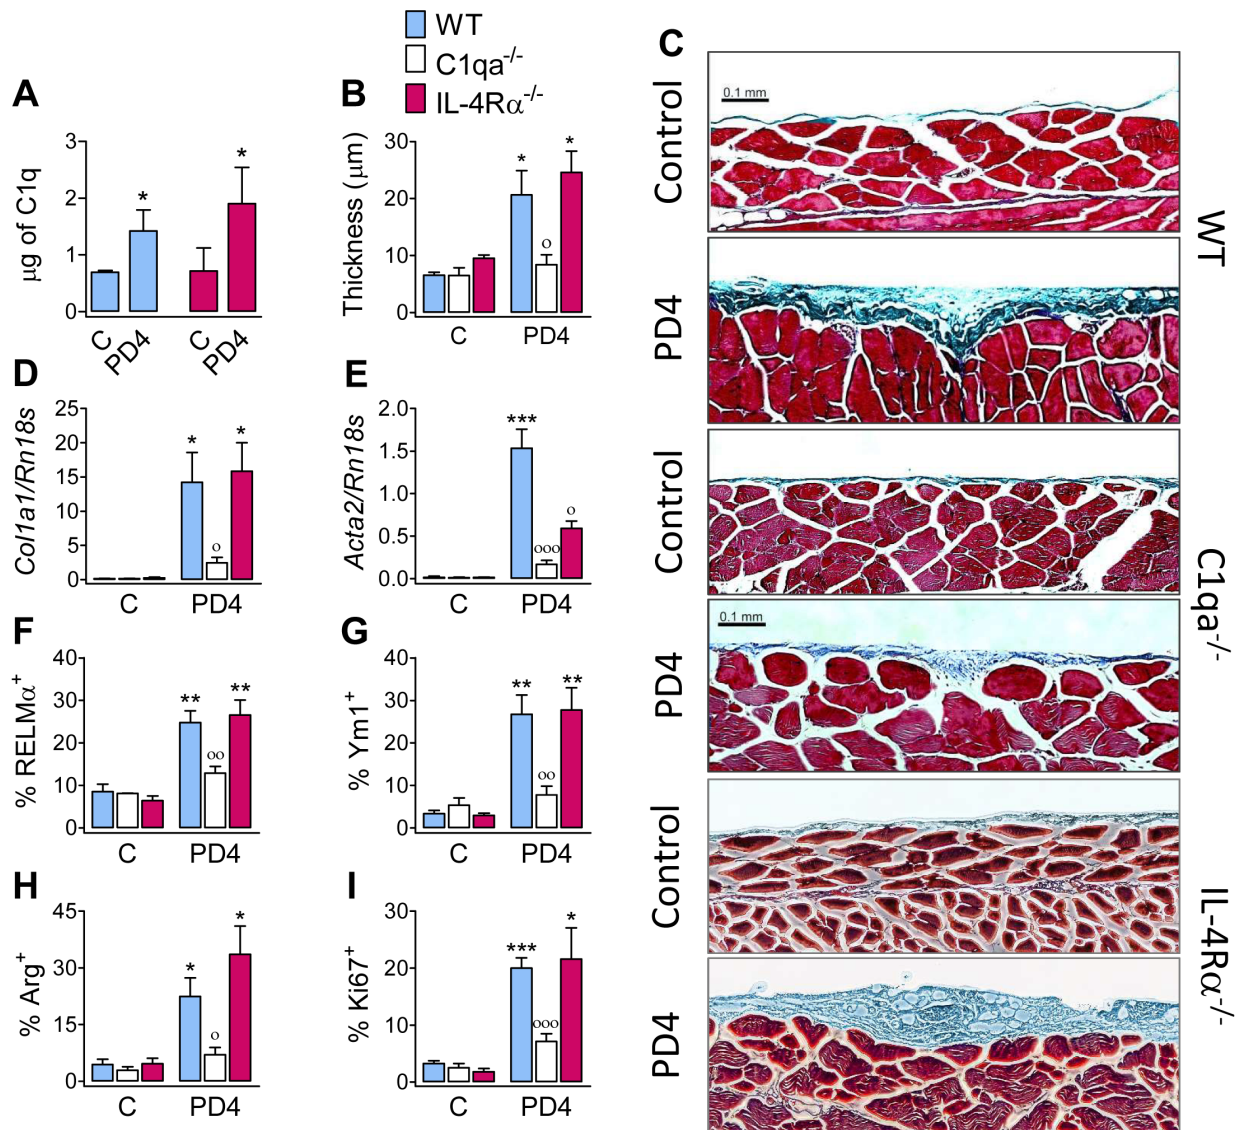 WT
C1qa-/-
IL-4Rα-/-
A
μg of C1q
3
2
1
0
C
PD4
C
PD4
B
Thickness (μm)
30
20
10
0
C
PD4
*
*
*
o
*
C
Control
0.1 mm
PD4
WT
Control
PD4
0.1 mm
C1qa-/-
Control
PD4
IL-4Rα-/-
D
Col1a1/Rn18s
25
20
15
10
5
0
*
o
*
C
PD4
E
Acta2/Rn18s
2.0
1.5
1.0
0.5
0.0
***
ooo
o
C
PD4
F
% RELMα+
40
30
20
10
0
**
oo
**
C
PD4
G
% Ym1+
40
30
20
10
0
**
oo
**
C
PD4
H
% Arg+
45
30
15
0
*
o
*
C
PD4
I
% Ki67+
30
20
10
0
***
ooo
*
C
PD4